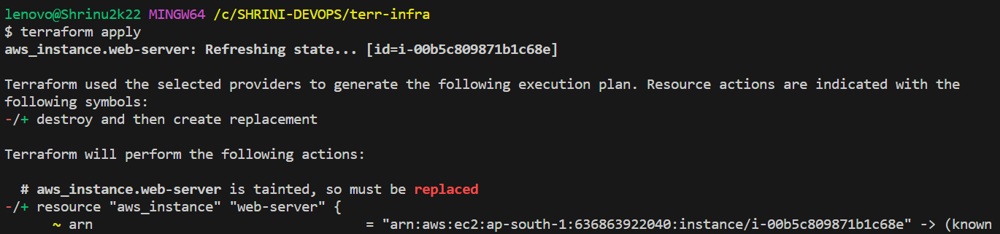 lenovo@Shrinu2k22 MINGW64 /c/SHRINI-DEVOPS/terr-infra
$ terraform apply
aws_instance.web-server: Refreshing state... [id=i-00b5c809871b1c68e]
Terraform used the selected providers to generate the following execution plan. Resource actions are indicated with the
following symbols:
-/+ destroy and then create replacement
Terraform will perform the following actions:
# aws_instance.web-server is tainted, so must be replaced
-/+ resource "aws_instance" "web-server" {
~ arn = "arn:aws:ec2:ap-south-1:636863922040:instance/i-00b5c809871b1c68e" -> (known